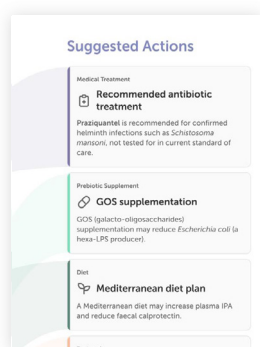 Suggested Actions
Medical Treatment
Recommended antibiotic
treatment
Praziquantel is recommended for confirmed
helminth infections such as Schistosoma
mansoni, not tested for in current standard of
care.
Prebiotic Supplement
GOS supplementation
GOS (galacto-oligosaccharides)
supplementation may reduce Escherichia coli (a
hexa-LPS producer).
Diet
Mediterranean diet plan
A Mediterranean diet may increase plasma IPA
and reduce faecal calprotectin.